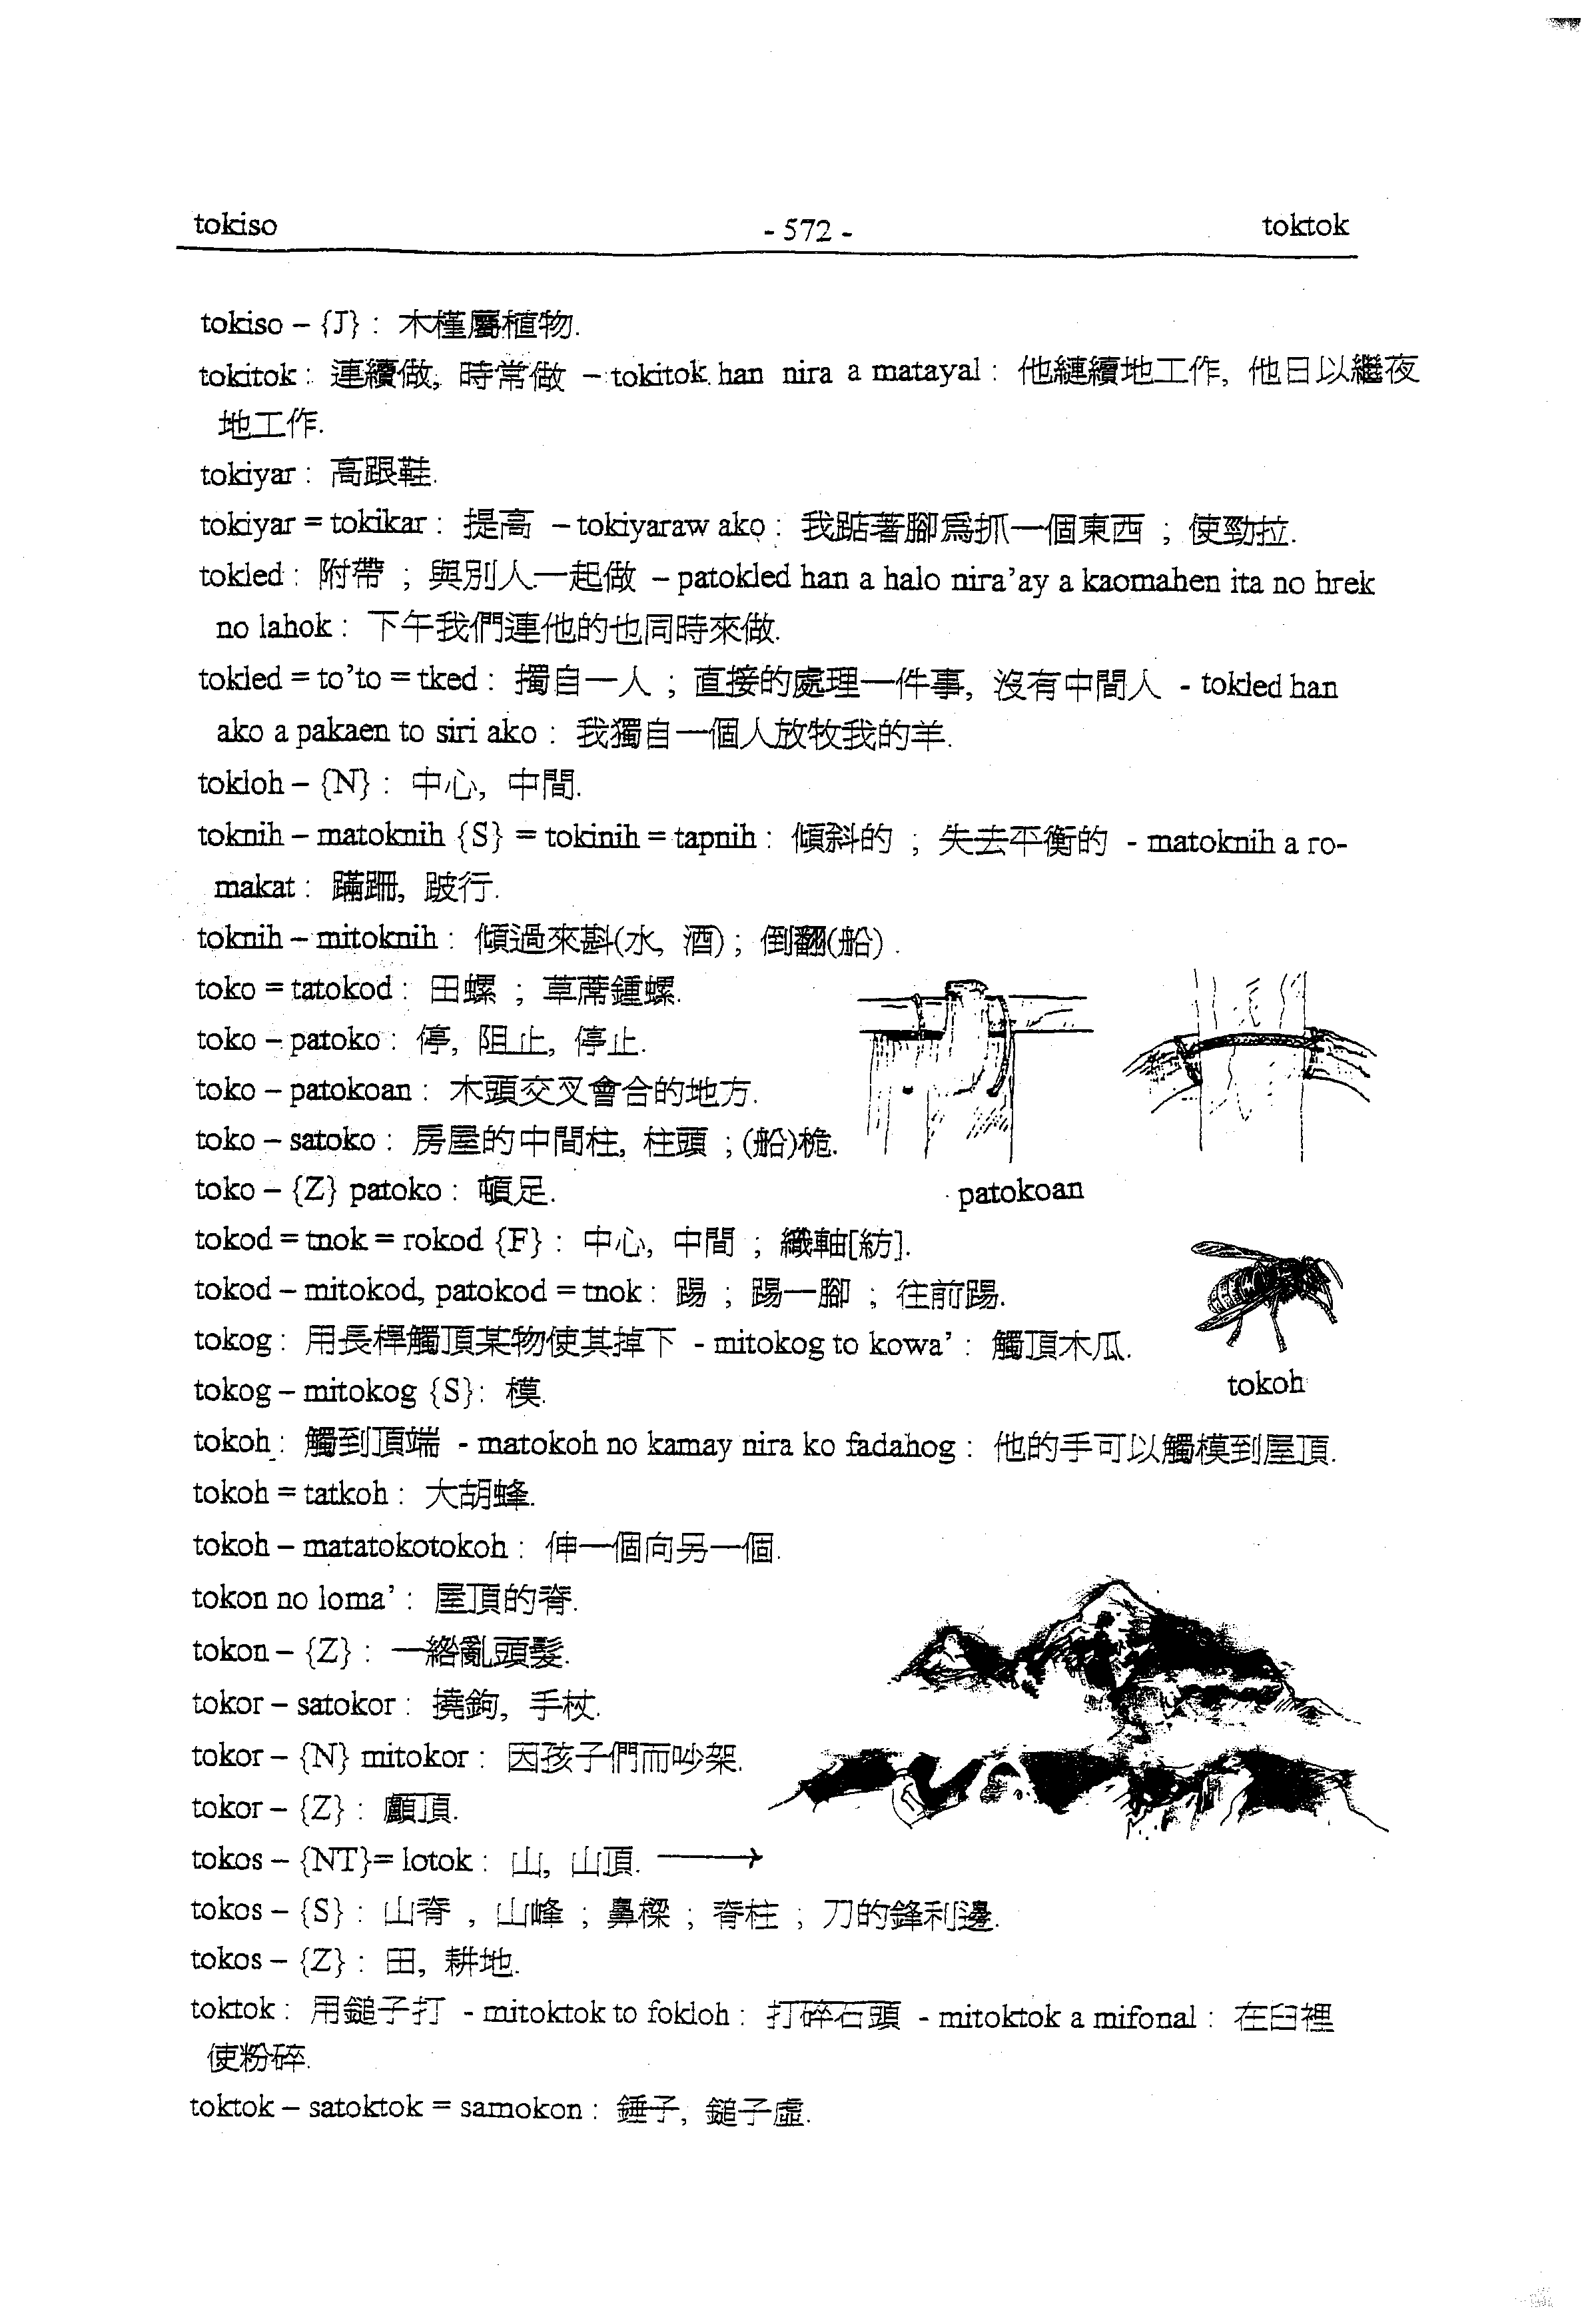 tokiso
- 572 -
toktok
tokiso – {J} : 木槿屬植物.
tokitok : 連續做, 時常做 – tokitok han nira a matayal : 他縺續地工作, 他日以繼夜
地工作.
tokiyar : 高跟鞋.
tokiyar = tokikar : 提高 – tokiyaraw ako : 我踮著腳爲抓一個東西 ; 使勁拉.
tokled : 附帶 ; 與別人一起做 – patokled han a halo nira'ay a kaomahen ita no hrek
no lahok : 下午我們連他的也同時來做.
tokled = to'to = tked : 獨自一人 ; 直接的處理一件事, 沒有中間人 - tokled han
ako a pakaen to siri ako : 我獨自一個人放牧我的羊.
tokloh – {N} : 中心, 中間.
toknih – matoknih {S} = tokinih = tapnih : 傾斜的 ; 失去平衡的 - matoknih a ro-
makat : 蹣跚, 跛行.
toknih – mitoknih : 傾過來斟(水, 酒) ; 倒翻(船) .
toko = tatokod : 田螺 ; 草蓆鍾螺.
toko – patoko : 停, 阻止, 停止.
toko – patokoan : 木頭交叉會合的地方.
toko – satoko : 房屋的中間柱, 柱頭 ; (船)桅.
toko – {Z} patoko : 頓足.
patokoan
tokod = tnok = rokod {F} : 中心, 中間 ; 織軸[紡].
tokod – mitokod, patokod = tnok : 踢 ; 踢一腳 ; 往前踢.
tokog : 用長桿觸頂某物使其掉下 - mitokog to kowa' : 觸頂木瓜.
tokog – mitokog {S} : 模.
tokoh
tokoh : 觸到頂端 - matokoh no kamay nira ko fadahog : 他的手可以觸模到屋頂.
tokoh = tatkoh : 大胡蜂.
tokoh – matatokotokoh : 伸一個向另一個.
tokon no loma' : 屋頂的脊.
tokon – {Z} : 一綹亂頭髮.
tokor – satokor : 撓鉤, 手杖.
tokor – {N} mitokor : 因孩子們而吵架.
tokor – {Z} : 顱頂.
tokos – {NT}= lotok : 山, 山頂. →
tokos – {S} : 山脊 , 山峰 ; 鼻樑 ; 脊柱 ; 刀的鋒利邊.
tokos – {Z} : 田, 耕地.
toktok : 用鎚子打 - mitoktok to fokloh : 打碎石頭 - mitoktok a mifonal : 在臼裡
使粉碎.
toktok – satoktok = samokon : 錘子, 鎚子虛.